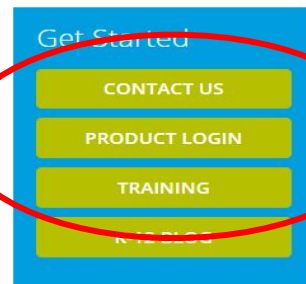 Get Started
CONTACT US
PRODUCT LOGIN
TRAINING
K-12 BLOG